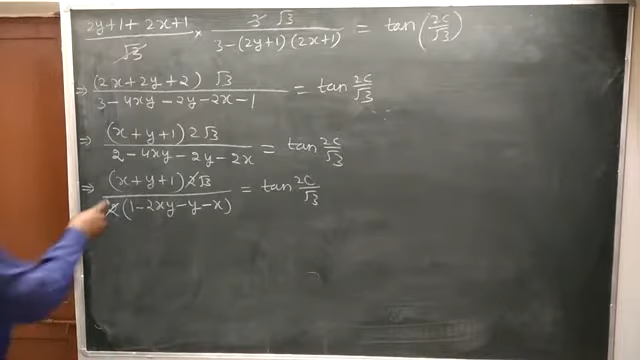 (2y+1+2x+1)/√3 × 3√3/(3-(2y+1)(2x+1)) = tan(2c/√3)
⇒ (2x+2y+2)√3/(3-4xy-2y-2x-1) = tan 2c/√3
⇒ (x+y+1)2√3/(2-4xy-2y-2x) = tan 2c/√3
⇒ (x+y+1)2√3/(2(1-2xy-y-x)) = tan 2c/√3